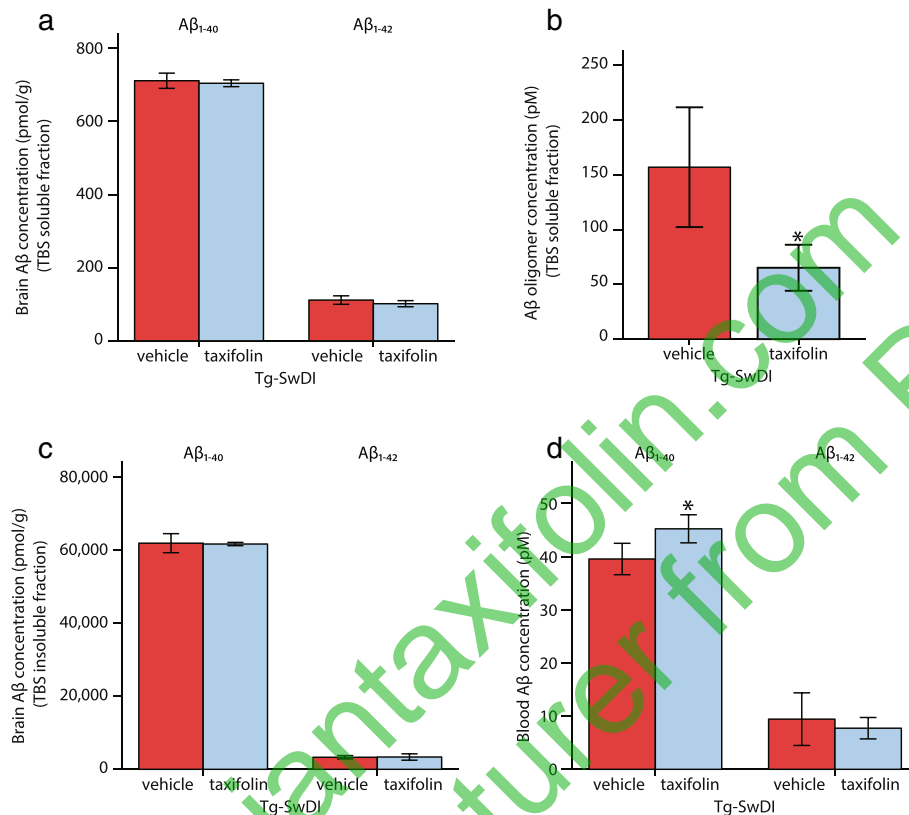 a
Aβ1-40
Aβ1-42
Brain Aβ concentration (pmol/g)
(TBS soluble fraction)
800
600
400
200
0
vehicle
taxifolin
vehicle
taxifolin
Tg-SwDI
b
Aβ oligomer concentration (pM)
(TBS soluble fraction)
250
200
150
100
50
0
*
vehicle
taxifolin
Tg-SwDI
c
Aβ1-40
Aβ1-42
Brain Aβ concentration (pmol/g)
(TBS insoluble fraction)
80,000
60,000
40,000
20,000
0
vehicle
taxifolin
vehicle
taxifolin
Tg-SwDI
d
Aβ1-40
Aβ1-42
Blood Aβ concentration (pM)
50
40
30
20
10
0
*
vehicle
taxifolin
vehicle
taxifolin
Tg-SwDI
iantaxifolin.com
turer from